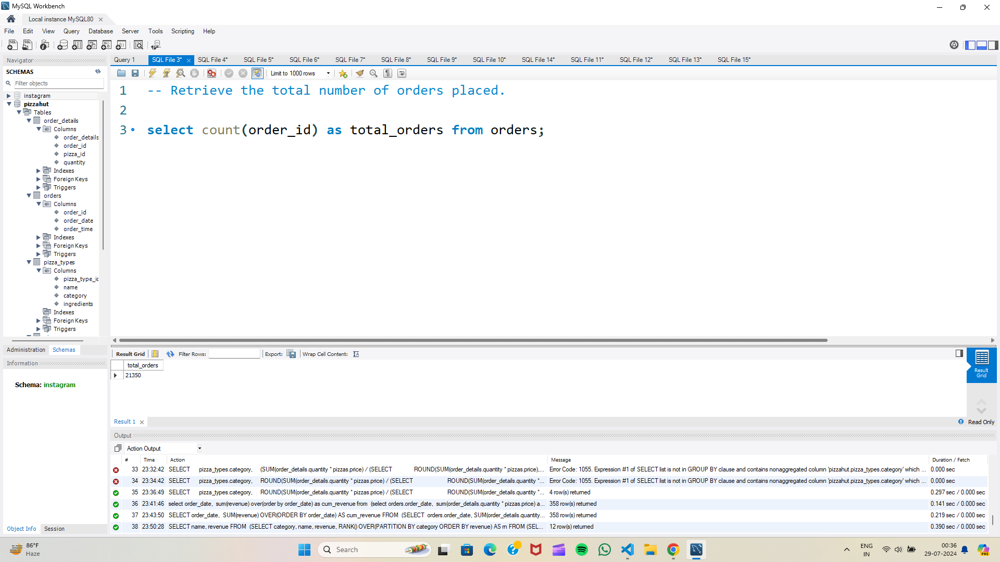 MySQL Workbench
Local instance MySQL80
File Edit View Query Database Server Tools Scripting Help
Navigator
SCHEMAS
Filter objects
instagram
pizzahut
Tables
order_details
Columns
order_details
order_id
pizza_id
quantity
Indexes
Foreign Keys
Triggers
orders
Columns
order_id
order_date
order_time
Indexes
Foreign Keys
Triggers
pizza_types
Columns
pizza_type_ic
name
category
ingredients
Indexes
Foreign Keys
Triggers
Administration Schemas
Information
Schema: instagram
Object Info Session
Query 1 SQL File 3* SQL File 4* SQL File 5* SQL File 6* SQL File 7* SQL File 8* SQL File 9* SQL File 10* SQL File 14* SQL File 11* SQL File 12* SQL File 13* SQL File 15*
Limit to 1000 rows
1 -- Retrieve the total number of orders placed.
2
3 select count(order_id) as total_orders from orders;
Result Grid Filter Rows: Export: Wrap Cell Content:
total_orders
21350
Result Grid
Result 1
Read Only
Output
Action Output
# Time Action Message Duration / Fetch
33 23:32:42 SELECT pizza_types.category, (SUM(order_details.quantity * pizzas.price) / (SELECT ROUND(SUM(order_details.quantity * pizzas.price),... Error Code: 1055. Expression #1 of SELECT list is not in GROUP BY clause and contains nonaggregated column 'pizzahut.pizza_types.category' which ... 0.000 sec
34 23:34:42 SELECT pizza_types.category, ROUND(SUM(order_details.quantity * pizzas.price) / (SELECT ROUND(SUM(order_details.quantity *... Error Code: 1055. Expression #1 of SELECT list is not in GROUP BY clause and contains nonaggregated column 'pizzahut.pizza_types.category' which ... 0.000 sec
35 23:36:49 SELECT pizza_types.category, ROUND(SUM(order_details.quantity * pizzas.price) / (SELECT ROUND(SUM(order_details.quantity *... 4 row(s) returned 0.297 sec / 0.000 sec
36 23:41:46 select order_date, sum(revenue) over(order by order_date) as cum_revenue from (select orders.order_date, sum(order_details.quantity * pizzas.price) a... 358 row(s) returned 0.141 sec / 0.000 sec
37 23:43:50 SELECT order_date, SUM(revenue) OVER(ORDER BY order_date) AS cum_revenue FROM (SELECT orders.order_date, SUM(order_details.quantity... 358 row(s) returned 0.219 sec / 0.000 sec
38 23:50:28 SELECT name, revenue FROM (SELECT category, name, revenue, RANK() OVER(PARTITION BY category ORDER BY revenue) AS rn FROM (SEL... 12 row(s) returned 0.390 sec / 0.000 sec
86°F
Haze
Search
ENG
IN
00:36
29-07-2024
PRE